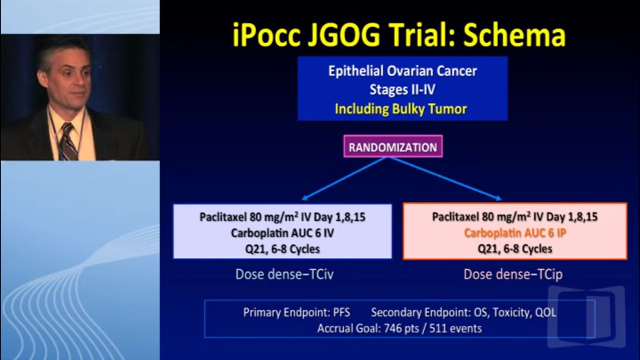 iPocc JGOG Trial: Schema
Epithelial Ovarian Cancer
Stages II-IV
Including Bulky Tumor
RANDOMIZATION
Paclitaxel 80 mg/m² IV Day 1,8,15
Carboplatin AUC 6 IV
Q21, 6-8 Cycles
Dose dense–TCiv
Paclitaxel 80 mg/m² IV Day 1,8,15
Carboplatin AUC 6 IP
Q21, 6-8 Cycles
Dose dense–TCip
Primary Endpoint: PFS Secondary Endpoint: OS, Toxicity, QOL
Accrual Goal: 746 pts / 511 events